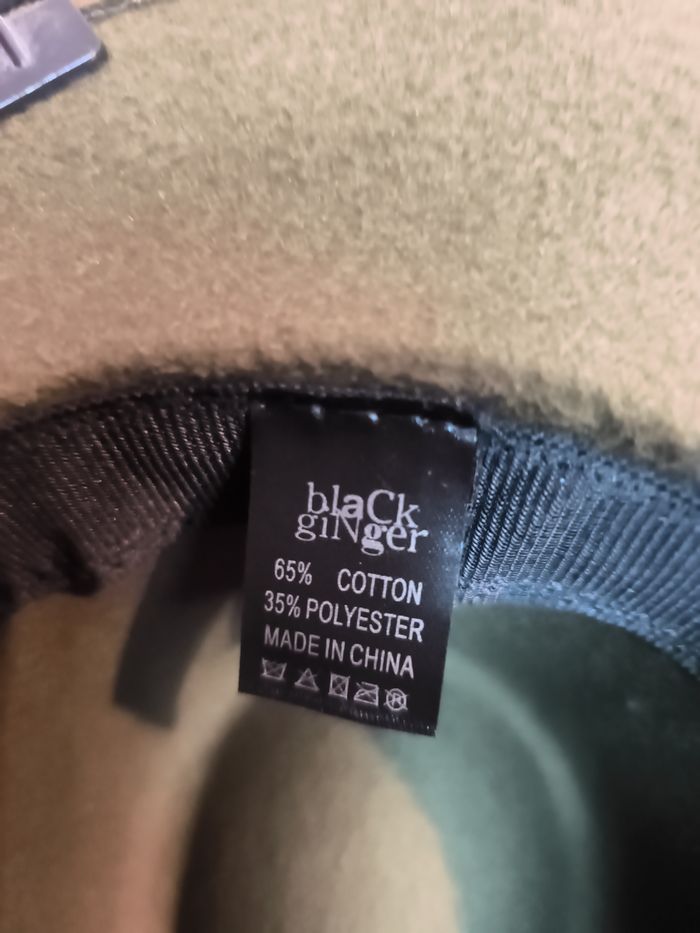 blaCk
giNger
65% COTTON
35% POLYESTER
MADE IN CHINA